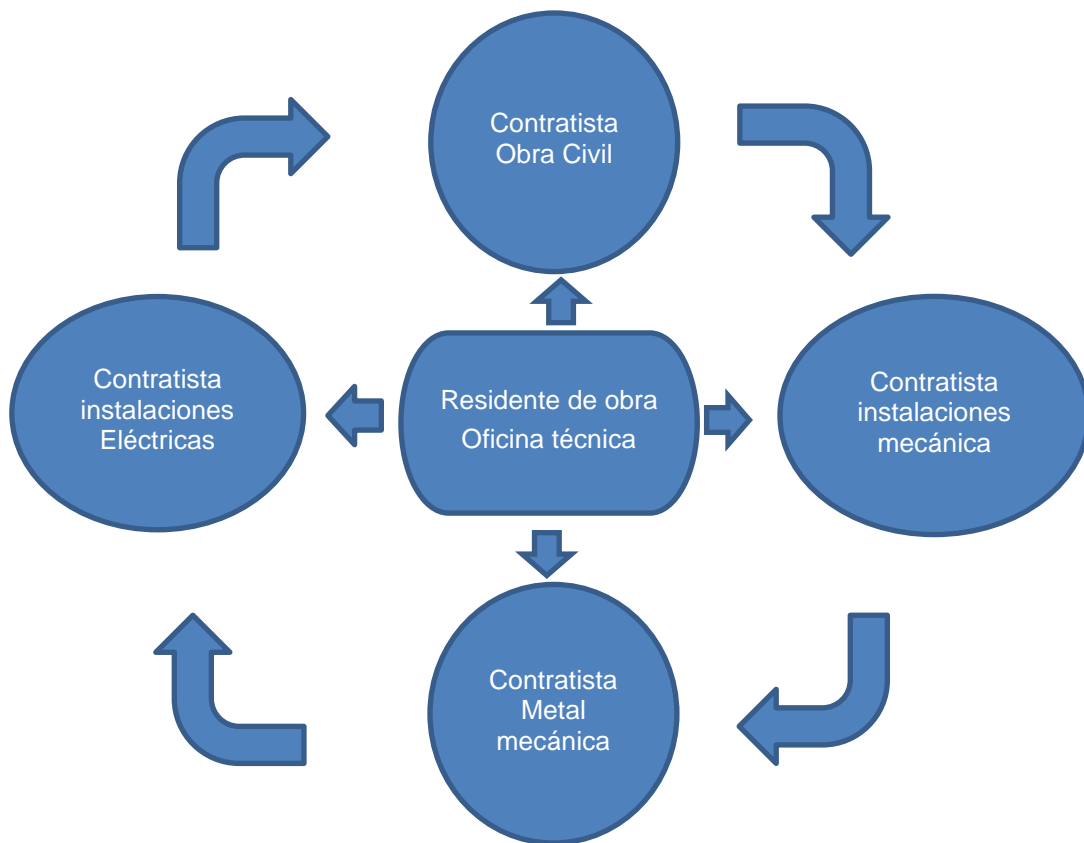 Contratista
Obra Civil
Contratista
instalaciones
Eléctricas
Residente de obra
Oficina técnica
Contratista
instalaciones
mecánica
Contratista
Metal
mecánica